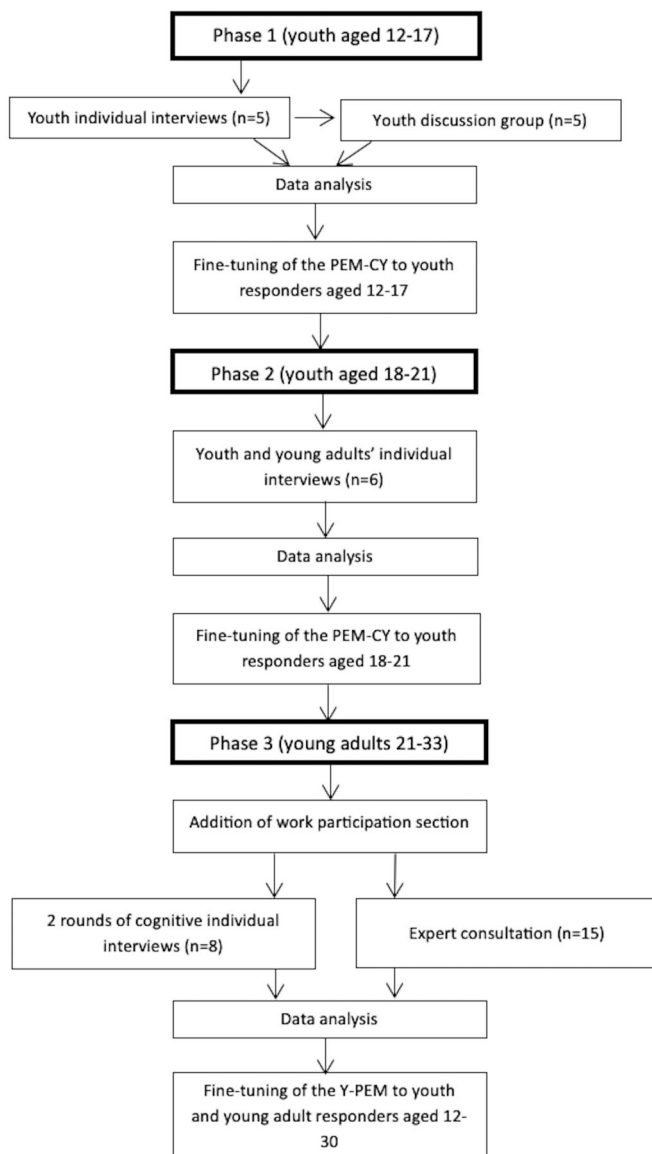 Phase 1 (youth aged 12-17)
Youth individual interviews (n=5)
Youth discussion group (n=5)
Data analysis
Fine-tuning of the PEM-CY to youth
responders aged 12-17
Phase 2 (youth aged 18-21)
Youth and young adults’ individual
interviews (n=6)
Data analysis
Fine-tuning of the PEM-CY to youth
responders aged 18-21
Phase 3 (young adults 21-33)
Addition of work participation section
2 rounds of cognitive individual
interviews (n=8)
Expert consultation (n=15)
Data analysis
Fine-tuning of the Y-PEM to youth
and young adult responders aged 12-
30